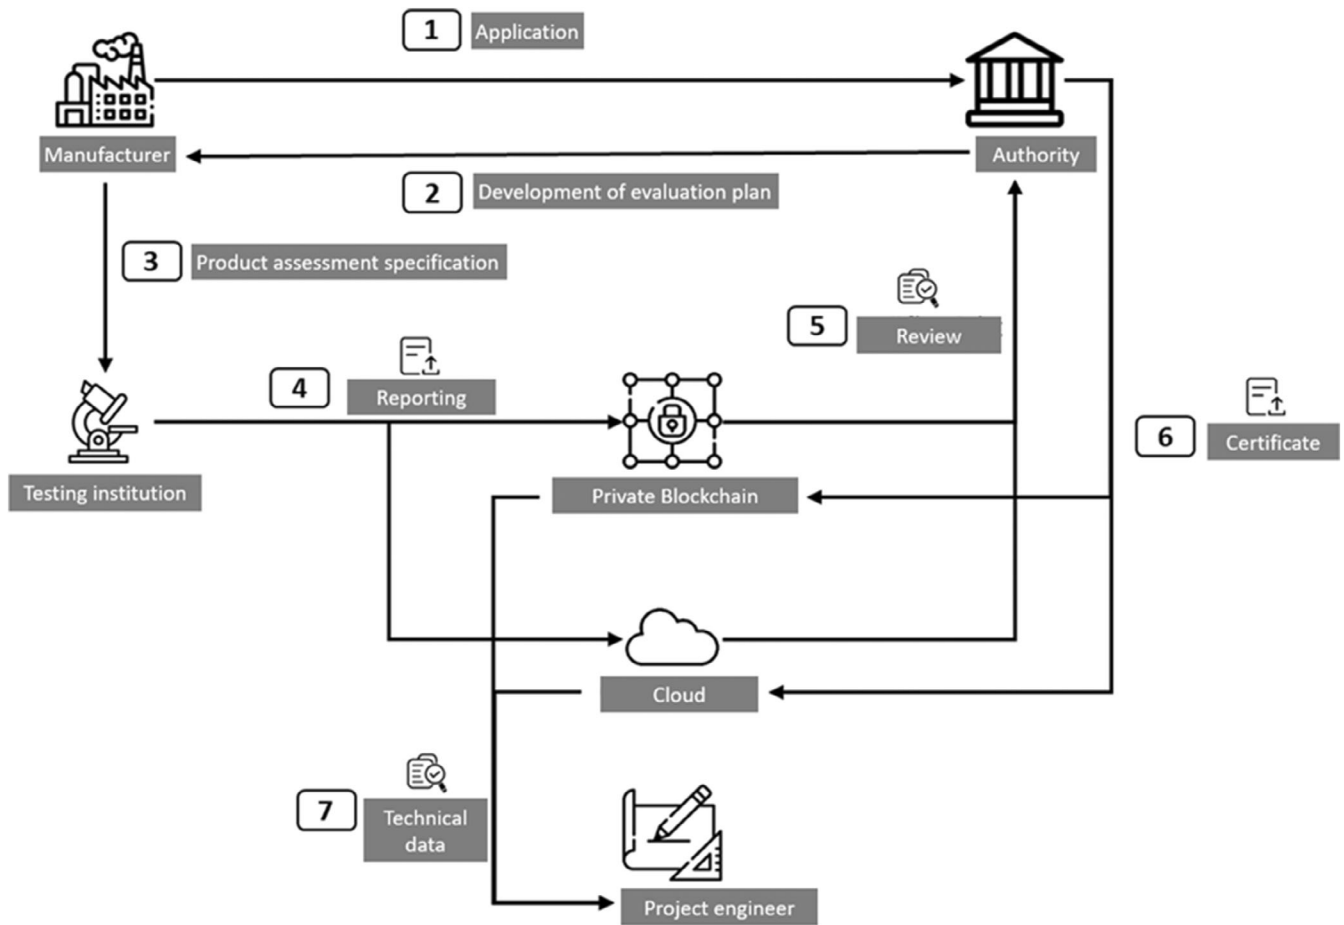 1 Application
Manufacturer
Authority
2 Development of evaluation plan
3 Product assessment specification
5 Review
4 Reporting
6 Certificate
Testing institution
Private Blockchain
Cloud
7 Technical
data
Project engineer